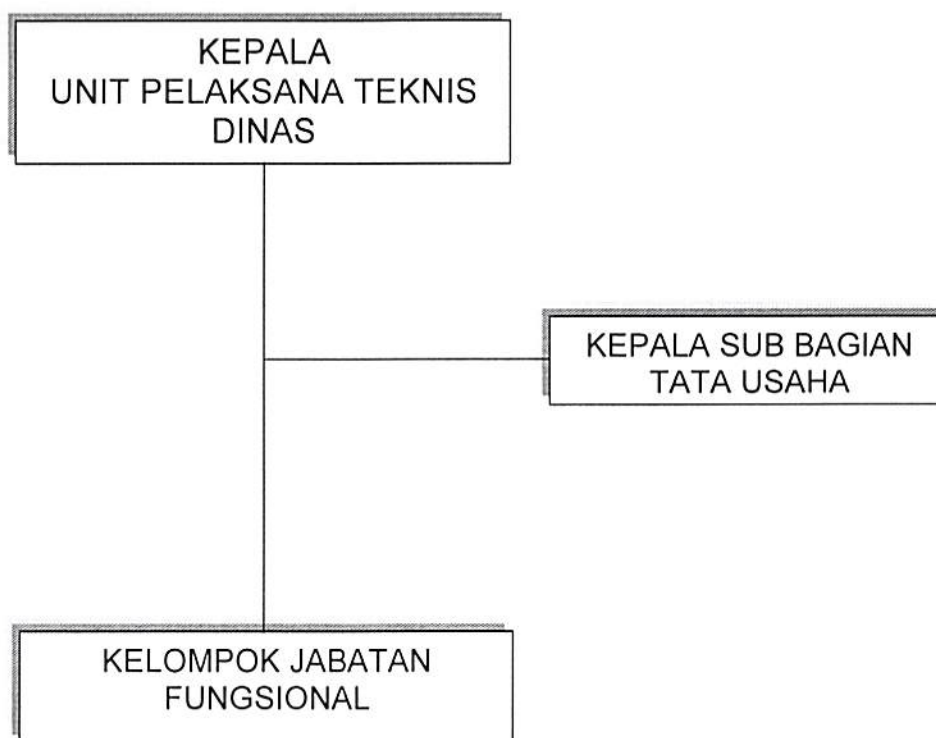 KEPALA
UNIT PELAKSANA TEKNIS
DINAS
KEPALA SUB BAGIAN
TATA USAHA
KELOMPOK JABATAN
FUNGSIONAL